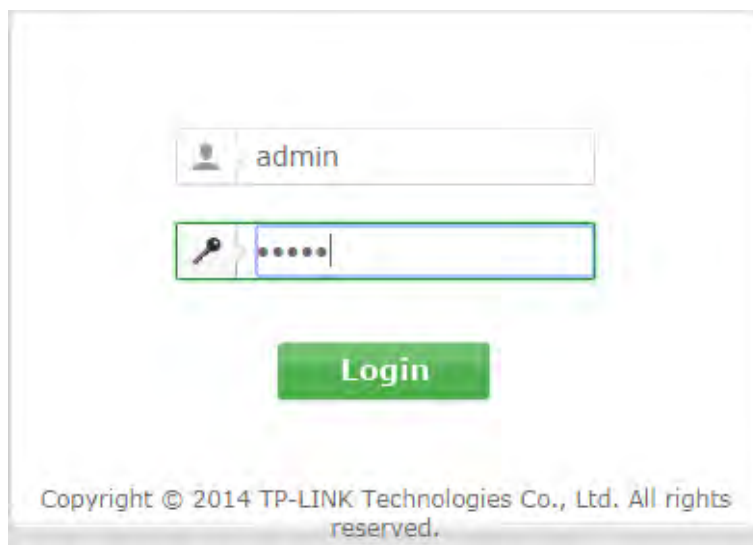 admin
•••••
Login
Copyright © 2014 TP-LINK Technologies Co., Ltd. All rights
reserved.